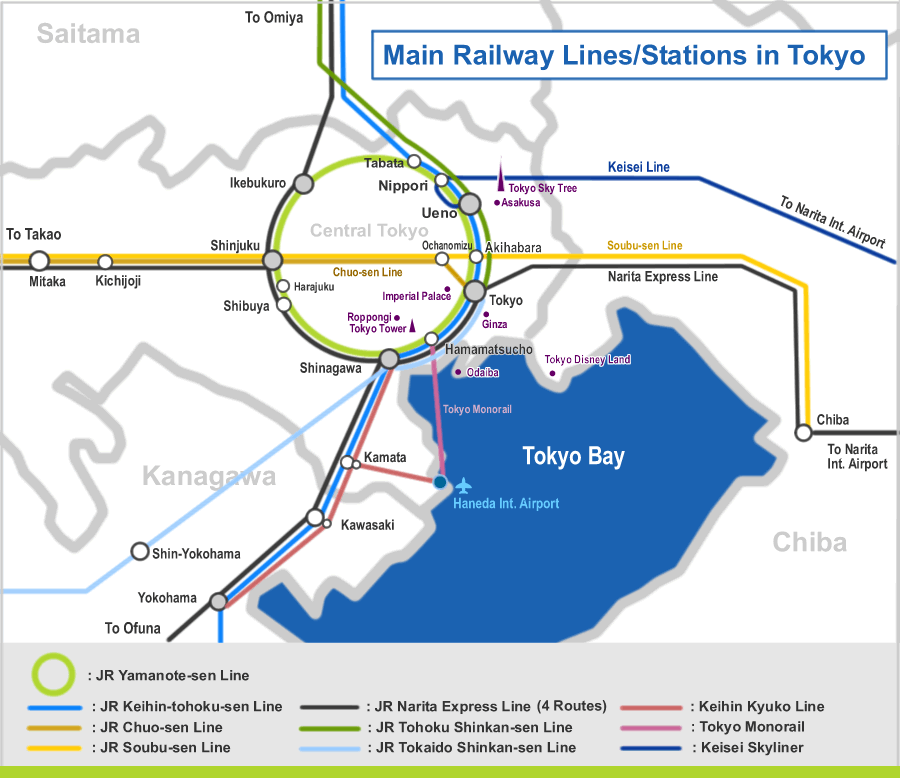 To Omiya
Saitama
Main Railway Lines/Stations in Tokyo
Tabata
Keisei Line
Nippori
Ikebukuro
Tokyo Sky Tree
Asakusa
To Narita Int. Airport
Ueno
To Takao
Central Tokyo
Shinjuku
Ochanomizu
Akihabara
Soubu-sen Line
Chuo-sen Line
Narita Express Line
Mitaka
Kichijoji
Harajuku
Imperial Palace
Tokyo
Shibuya
Roppongi
Tokyo Tower
Ginza
Hamamatsucho
Shinagawa
Tokyo Disney Land
Odaiba
Tokyo Monorail
Chiba
To Narita
Int. Airport
Kamata
Tokyo Bay
Kanagawa
Haneda Int. Airport
Kawasaki
Chiba
Shin-Yokohama
Yokohama
To Ofuna
: JR Yamanote-sen Line
: JR Keihin-tohoku-sen Line
: JR Narita Express Line (4 Routes)
: Keihin Kyuko Line
: JR Chuo-sen Line
: JR Tohoku Shinkan-sen Line
: Tokyo Monorail
: JR Soubu-sen Line
: JR Tokaido Shinkan-sen Line
: Keisei Skyliner